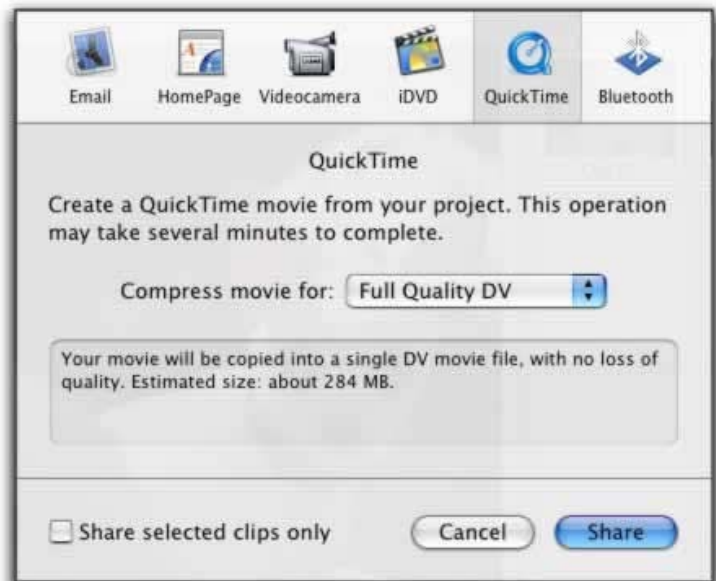 Email HomePage Videocamera iDVD QuickTime Bluetooth
QuickTime
Create a QuickTime movie from your project. This operation
may take several minutes to complete.
Compress movie for: Full Quality DV
Your movie will be copied into a single DV movie file, with no loss of
quality. Estimated size: about 284 MB.
Share selected clips only Cancel Share